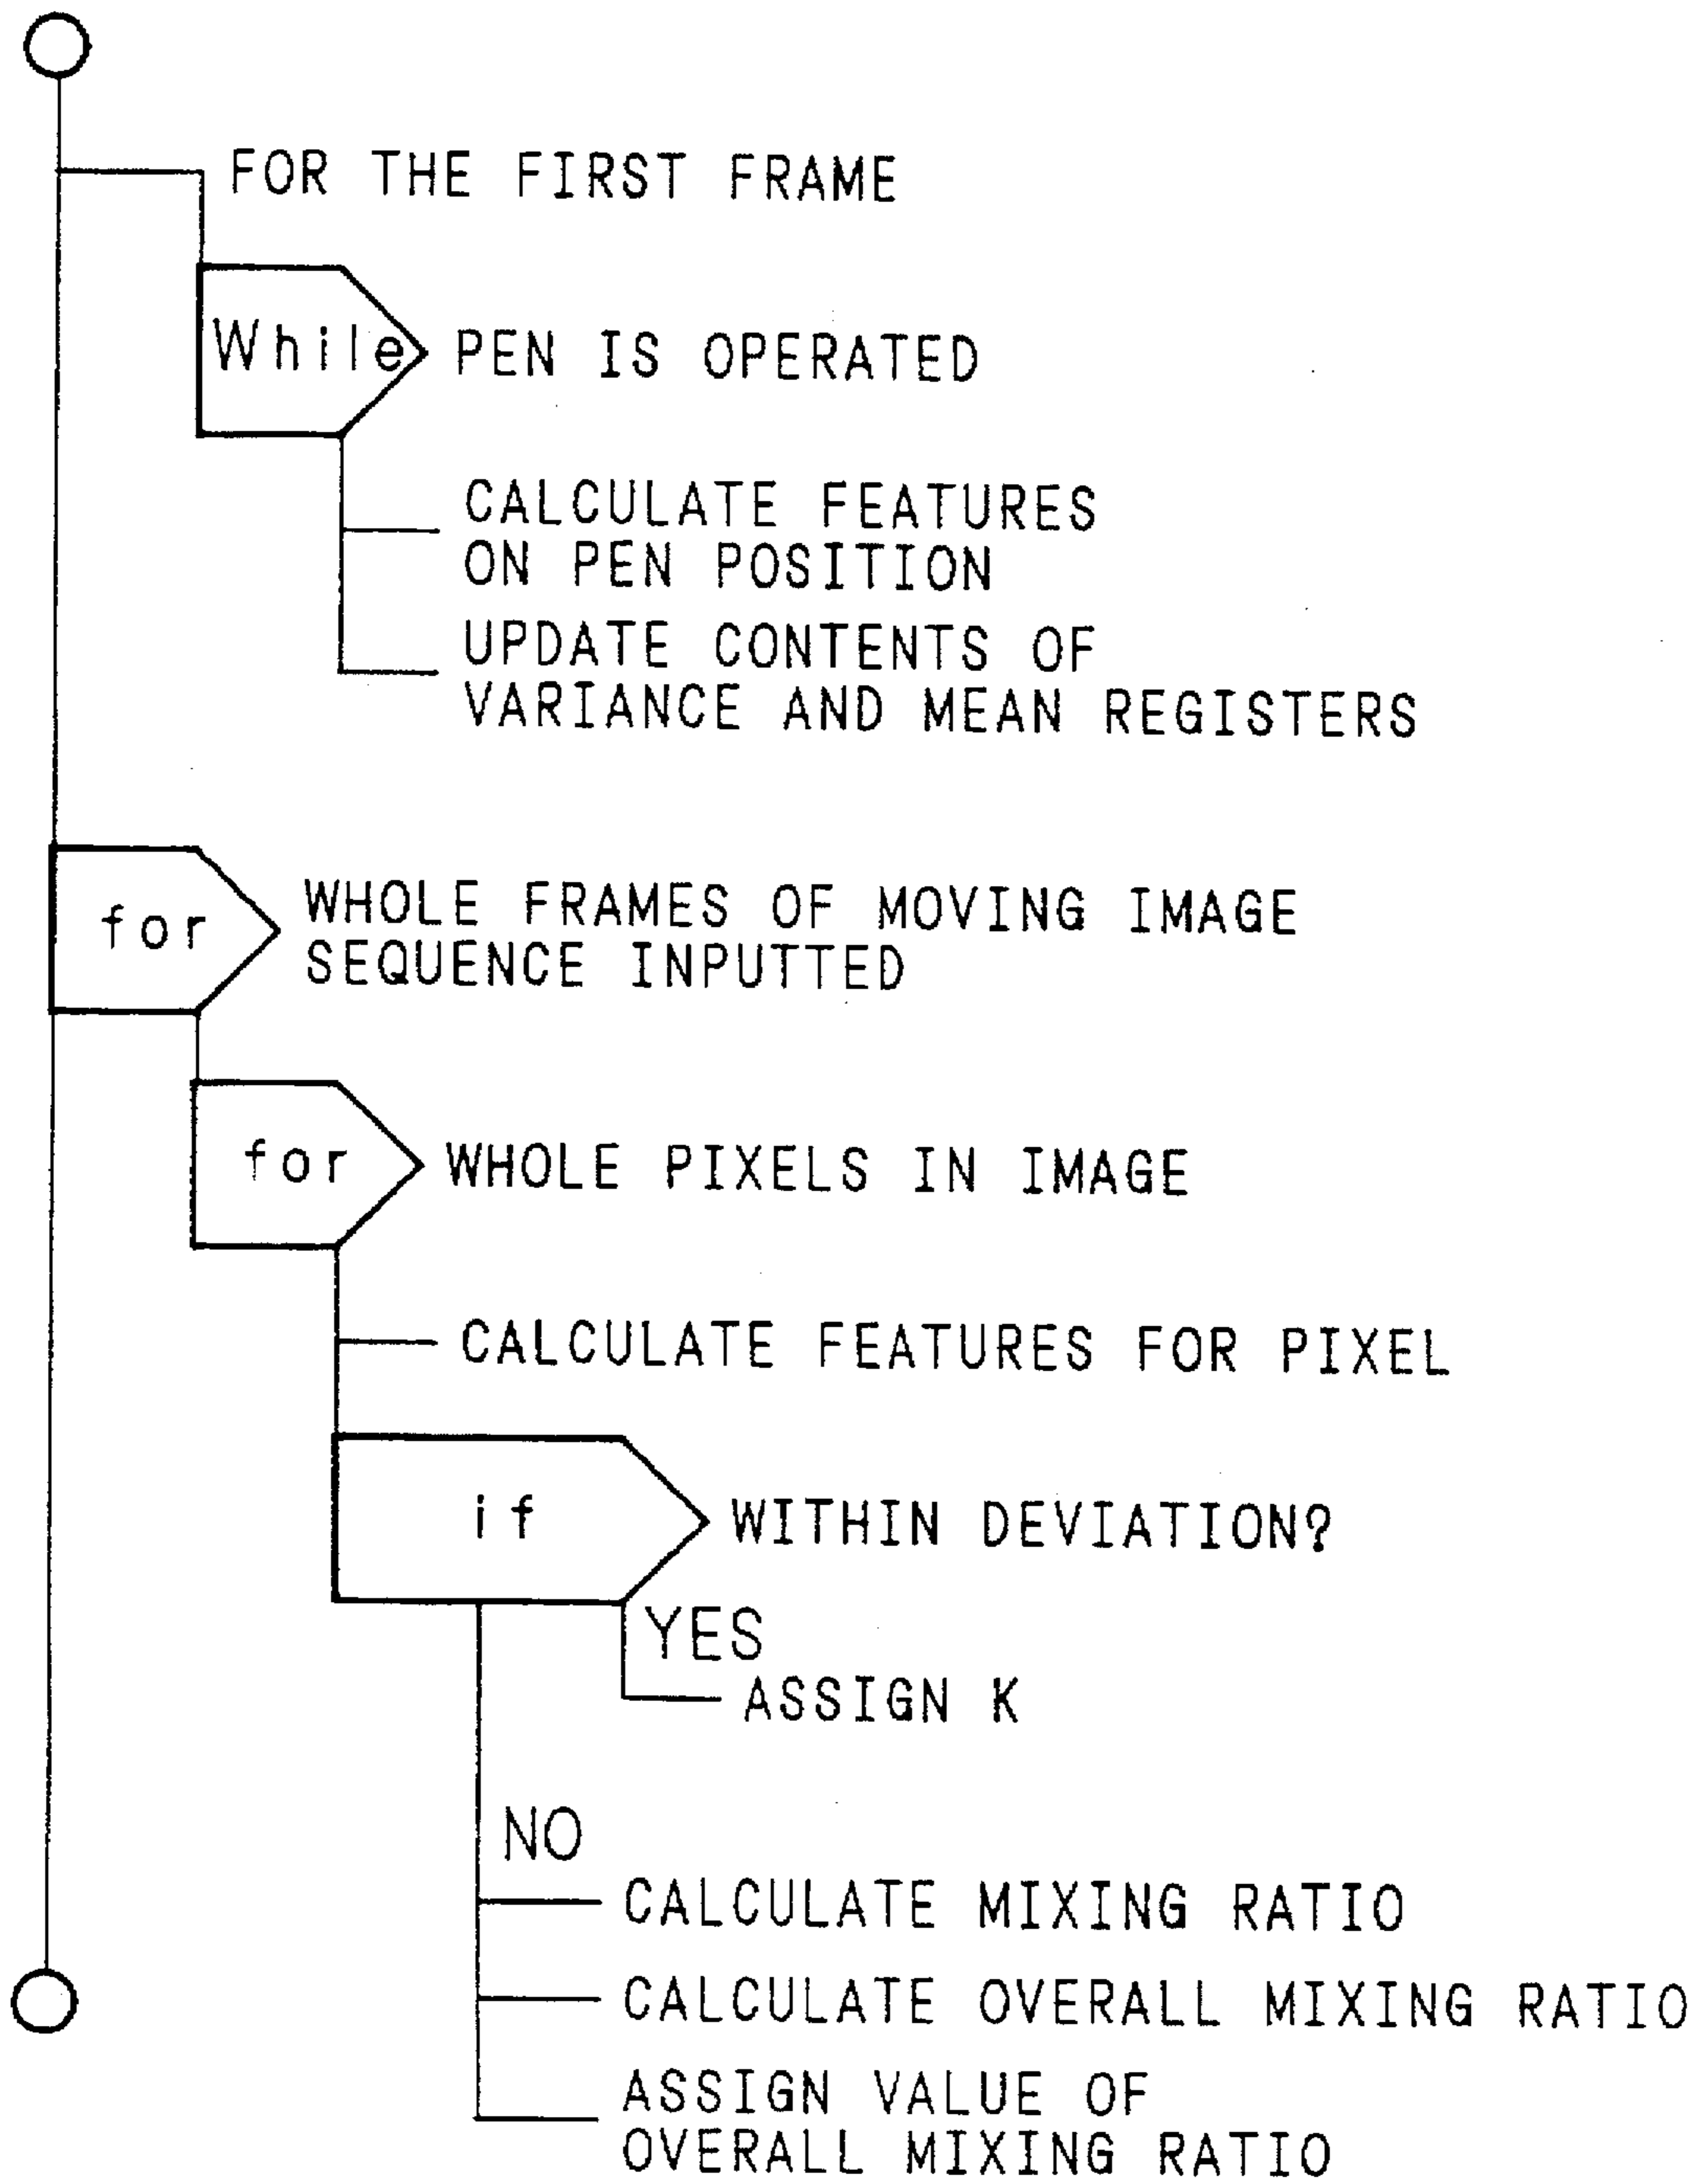 FOR THE FIRST FRAME
While PEN IS OPERATED
CALCULATE FEATURES
ON PEN POSITION
UPDATE CONTENTS OF
VARIANCE AND MEAN REGISTERS
for WHOLE FRAMES OF MOVING IMAGE
SEQUENCE INPUTTED
for WHOLE PIXELS IN IMAGE
CALCULATE FEATURES FOR PIXEL
if WITHIN DEVIATION?
YES
ASSIGN K
NO
CALCULATE MIXING RATIO
CALCULATE OVERALL MIXING RATIO
ASSIGN VALUE OF
OVERALL MIXING RATIO